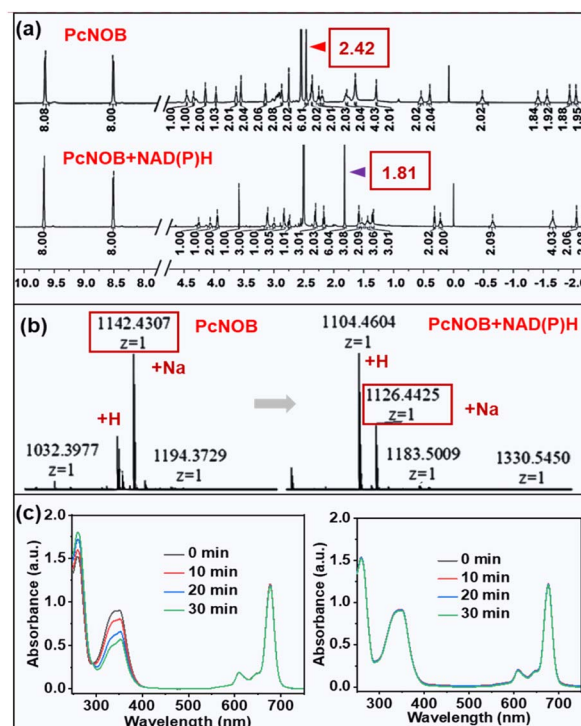 (a)
PcNOB
2.42
8.08
8.00
1.00
1.00
2.00
2.03
2.01
2.04
2.06
2.08
2.02
6.01
2.02
2.01
2.03
2.04
4.03
2.01
2.02
2.04
2.02
1.84
1.92
1.88
1.95
PcNOB+NAD(P)H
1.81
8.00
8.00
1.00
1.00
1.00
3.00
3.05
1.00
1.01
3.01
2.03
6.04
3.08
2.09
2.06
3.01
2.02
2.00
2.09
4.03
2.06
10.0 9.5 9.0 8.5 8.0 4.5 4.0 3.5 3.0 2.5 2.0 1.5 1.0 0.5 0.0 -0.5 -1.0 -1.5 -2.0
(b)
1142.4307
z=1
PcNOB
+Na
+H
1032.3977
z=1
1194.3729
z=1
1104.4604
z=1
PcNOB+NAD(P)H
+H
1126.4425
z=1
+Na
1183.5009
z=1
1330.5450
z=1
(c)
Absorbance (a.u.)
2.0
1.5
1.0
0.5
0.0
0 min
10 min
20 min
30 min
300 400 500 600 700
Wavelength (nm)
Absorbance (a.u.)
2.0
1.5
1.0
0.5
0.0
0 min
10 min
20 min
30 min
300 400 500 600 700
Wavelength (nm)